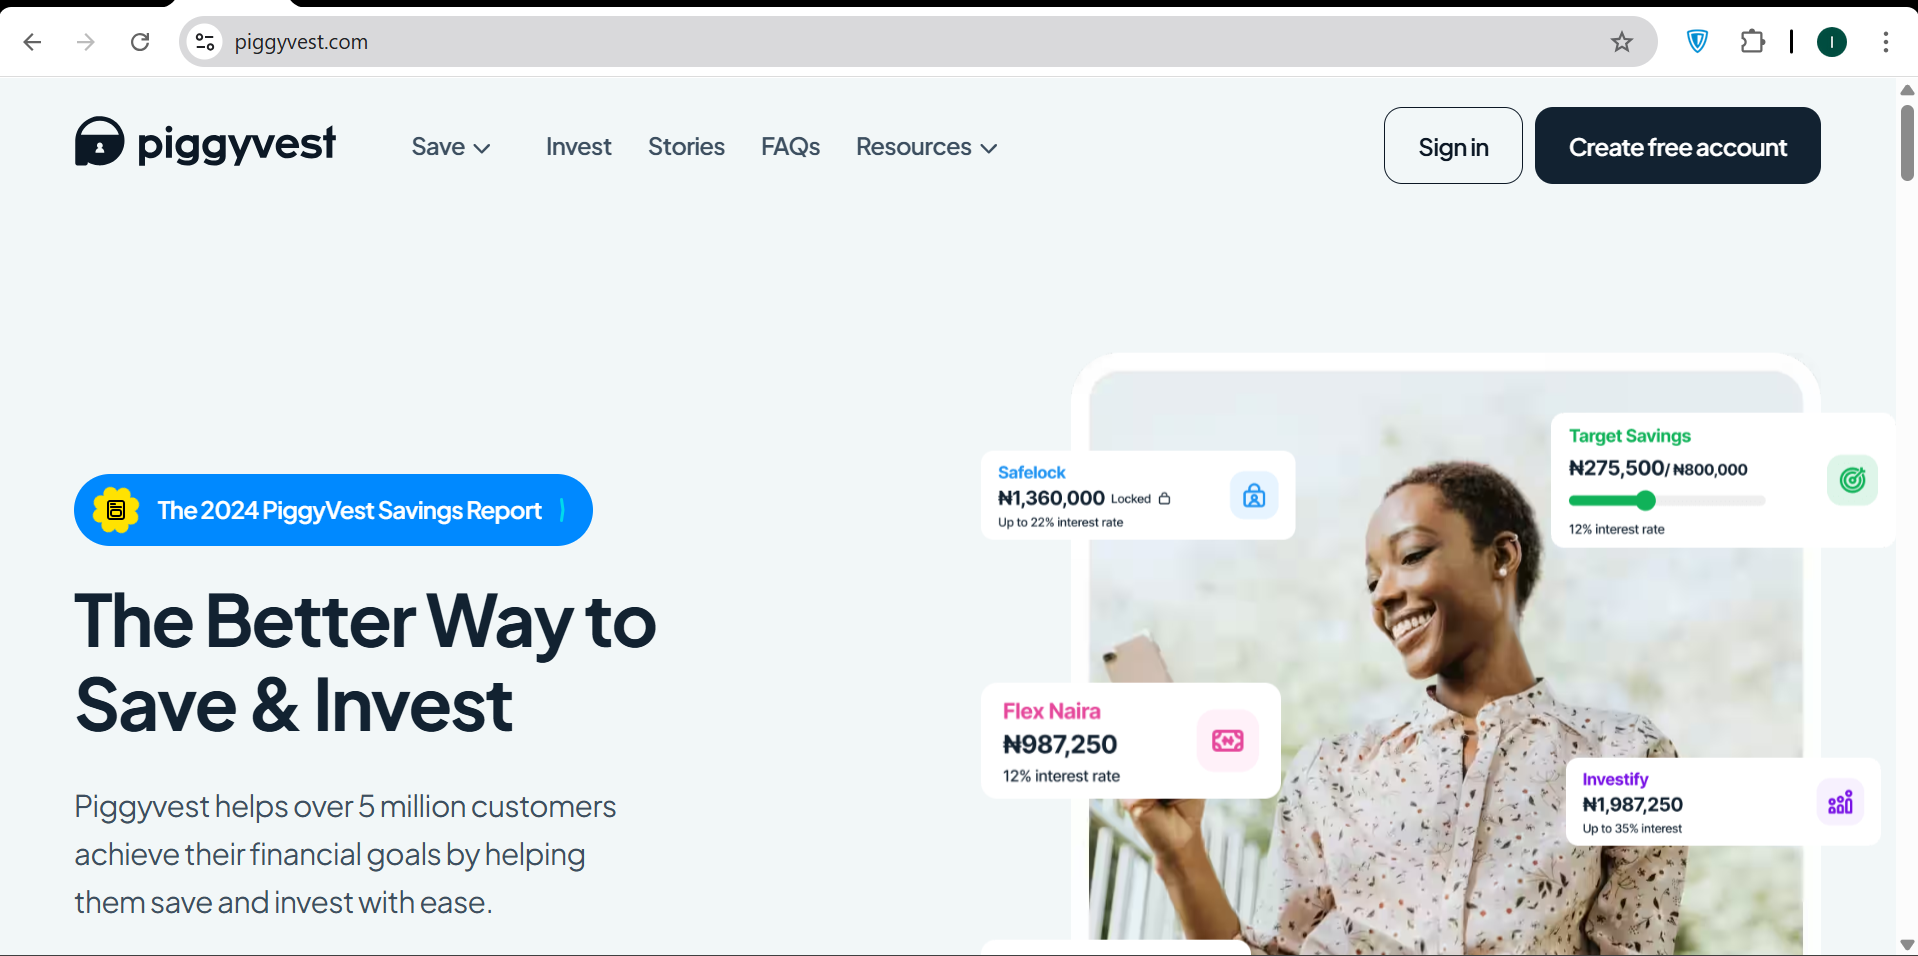 piggyvest.com
I
piggyvest
Save
Invest
Stories
FAQs
Resources
Sign in
Create free account
The 2024 PiggyVest Savings Report
The Better Way to
Save & Invest
Piggyvest helps over 5 million customers
achieve their financial goals by helping
them save and invest with ease.
Safelock
₦1,360,000 Locked
Up to 22% interest rate
Target Savings
₦275,500/ ₦800,000
12% interest rate
Flex Naira
₦987,250
12% interest rate
Investify
₦1,987,250
Up to 35% interest